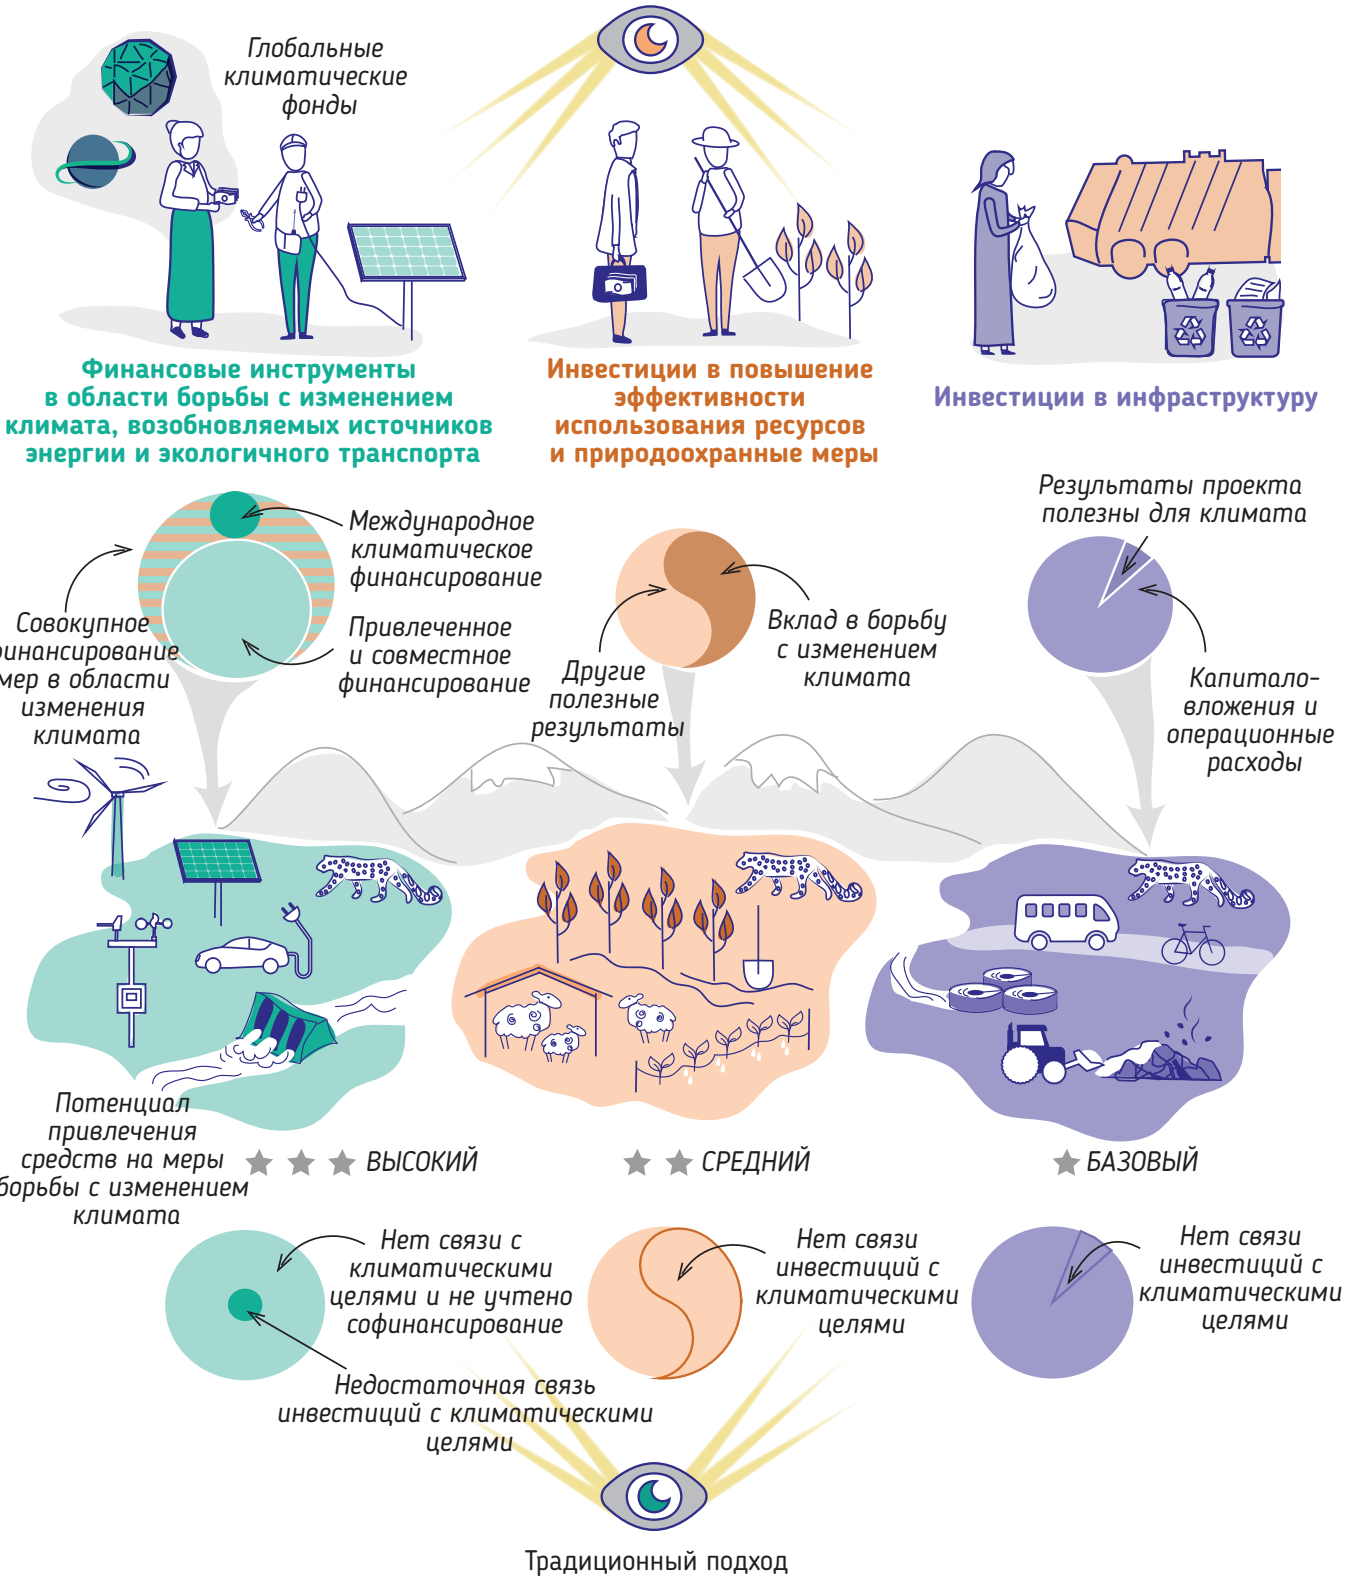 Глобальные
климатические
фонды
Финансовые инструменты
в области борьбы с изменением
климата, возобновляемых источников
энергии и экологичного транспорта
Инвестиции в повышение
эффективности
использования ресурсов
и природоохранные меры
Инвестиции в инфраструктуру
Международное
климатическое
финансирование
Совокупное
финансирование
мер в области
изменения
климата
Привлеченное
и совместное
финансирование
Другие
полезные
результаты
Вклад в борьбу
с изменением
климата
Результаты проекта
полезны для климата
Капитало-
вложения и
операционные
расходы
Потенциал
привлечения
средств на меры
борьбы с изменением
климата
ВЫСОКИЙ
СРЕДНИЙ
БАЗОВЫЙ
Нет связи с
климатическими
целями и не учтено
софинансирование
Недостаточная связь
инвестиций с климатическими
целями
Нет связи
инвестиций с
климатическими
целями
Нет связи
инвестиций с
климатическими
целями
Традиционный подход